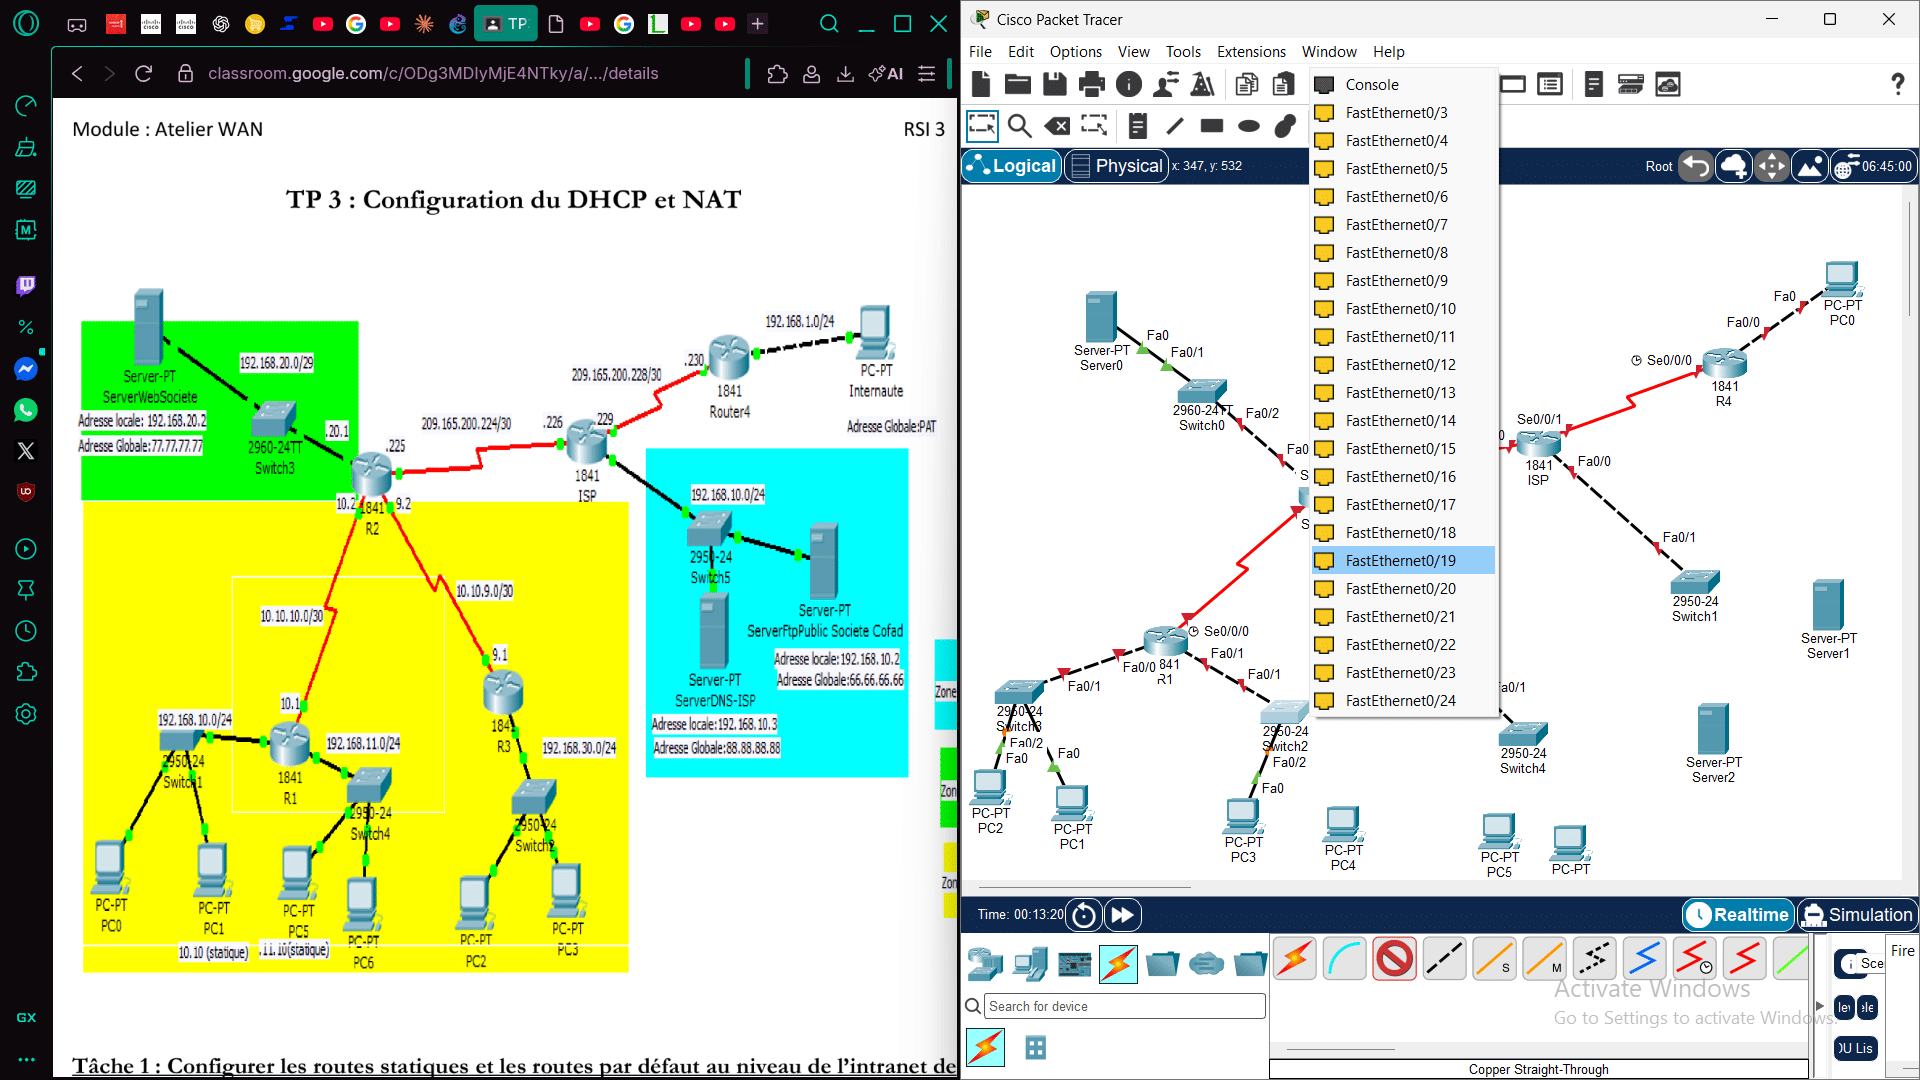 TP
classroom.google.com/c/ODg3MDIyMjE4NTky/a/.../details
AI
Module : Atelier WAN
RSI 3
TP 3 : Configuration du DHCP et NAT
Server-PT
ServerWebSociete
Adresse locale: 192.168.20.2
Adresse Globale:77.77.77.77
192.168.20.0/29
2960-24TT
Switch3
.20.1
.225
209.165.200.224/30
.226
.229
209.165.200.228/30
.230
1841
Router4
192.168.1.0/24
PC-PT
Internaute
Adresse Globale:PAT
1841
ISP
192.168.10.0/24
2950-24
Switch5
Server-PT
ServerFtpPublic Societe Cofad
Adresse locale:192.168.10.2
Adresse Globale:66.66.66.66
Server-PT
ServerDNS-ISP
Adresse locale:192.168.10.3
Adresse Globale:88.88.88.88
Zone
Zon
Zon
10.2
9.2
1841
R2
10.10.10.0/30
10.10.9.0/30
10.1
9.1
192.168.10.0/24
2950-24
Switch1
1841
R1
192.168.11.0/24
2950-24
Switch4
1841
R3
192.168.30.0/24
2950-24
Switch2
PC-PT
PC0
PC-PT
PC1
PC-PT
PC5
PC-PT
PC6
PC-PT
PC2
PC-PT
PC3
10.10 (statique)
.11.10(statique)
Tâche 1 : Configurer les routes statiques et les routes par défaut au niveau de l'intranet de
GX
Cisco Packet Tracer
File Edit Options View Tools Extensions Window Help
Logical
Physical
x: 347, y: 532
Root
06:45:00
Console
FastEthernet0/3
FastEthernet0/4
FastEthernet0/5
FastEthernet0/6
FastEthernet0/7
FastEthernet0/8
FastEthernet0/9
FastEthernet0/10
FastEthernet0/11
FastEthernet0/12
FastEthernet0/13
FastEthernet0/14
FastEthernet0/15
FastEthernet0/16
FastEthernet0/17
FastEthernet0/18
FastEthernet0/19
FastEthernet0/20
FastEthernet0/21
FastEthernet0/22
FastEthernet0/23
FastEthernet0/24
Server-PT
Server0
Fa0
Fa0/1
2960-24TT
Switch0
Fa0/2
Fa0
Se0/0/0
Fa0/0
Fa0
PC-PT
PC0
1841
R4
Se0/0/1
1841
ISP
Fa0/0
Fa0/1
2950-24
Switch1
Server-PT
Server1
Server-PT
Server2
Se0/0/0
841
R1
Fa0/0
Fa0/1
Fa0/1
Fa0/1
2950-24
Switch3
Fa0/2
Fa0
Fa0
PC-PT
PC2
PC-PT
PC1
2950-24
Switch2
Fa0/2
Fa0
PC-PT
PC3
PC-PT
PC4
a0/1
2950-24
Switch4
PC-PT
PC5
PC-PT
Time: 00:13:20
Realtime
Simulation
Search for device
S
M
Copper Straight-Through
Activate Windows
Go to Settings to activate Windows.
Fire